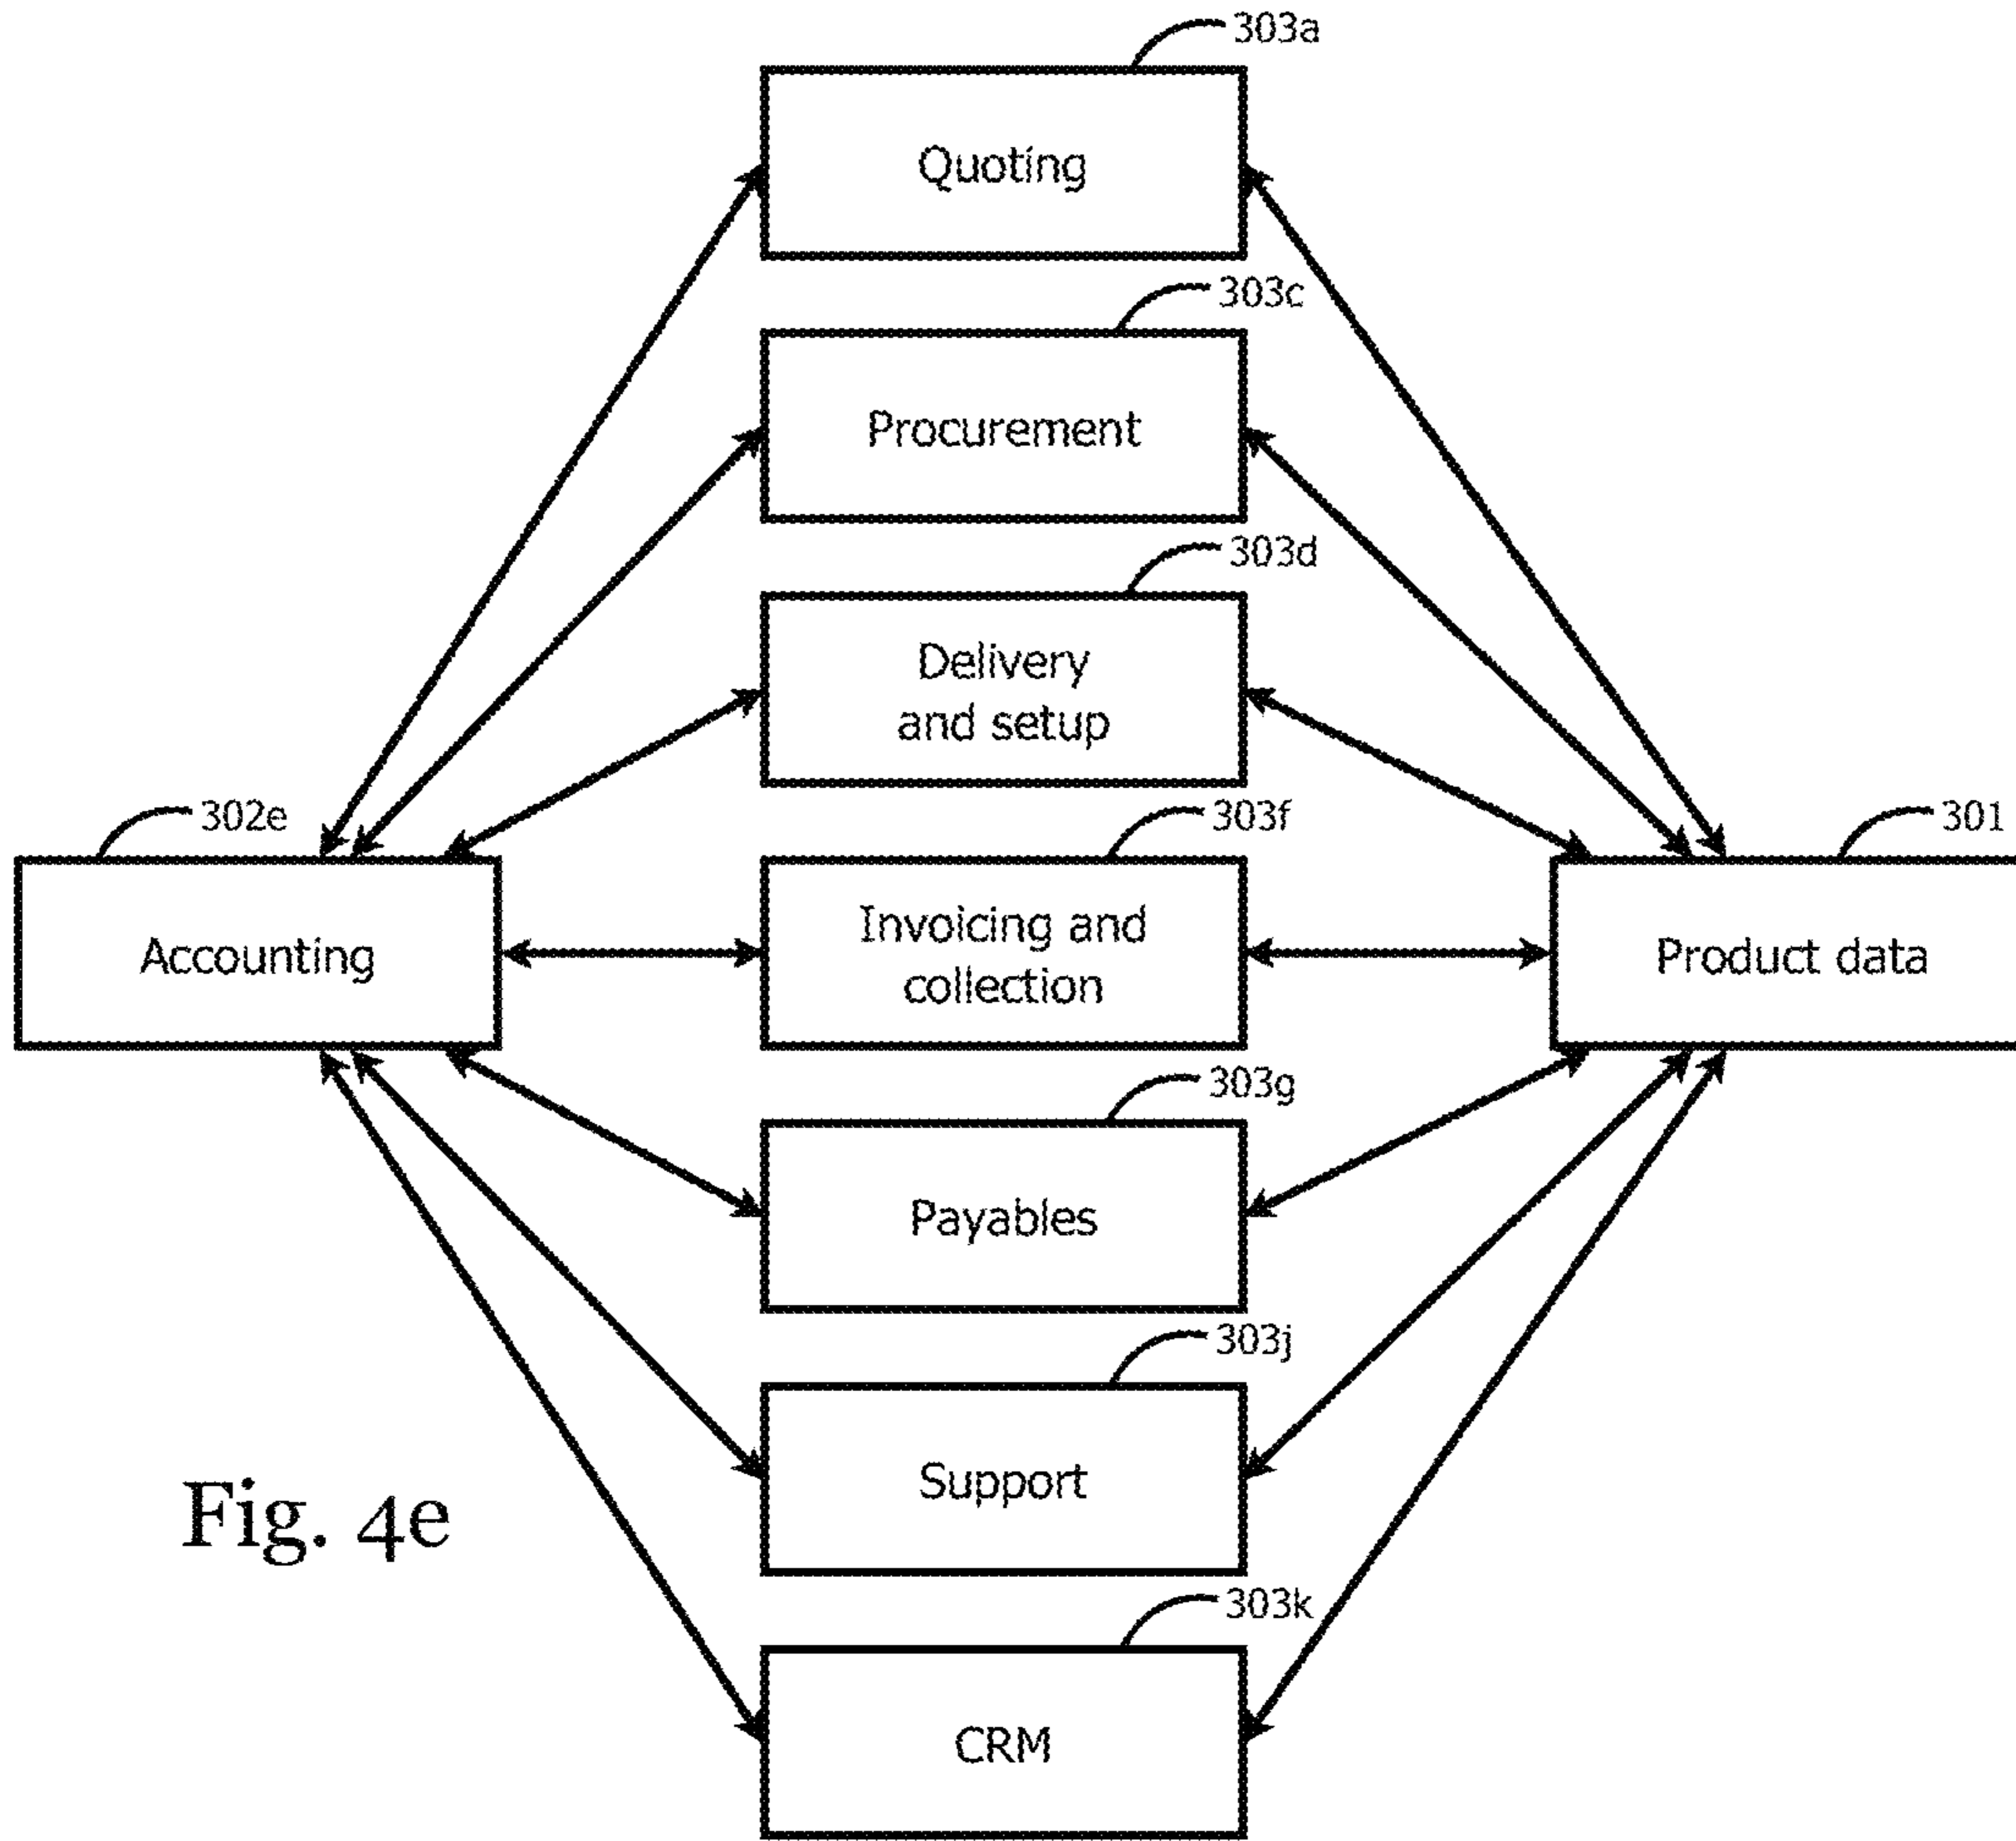 303a
Quoting
303c
Procurement
303d
Delivery
and setup
302e
303f
301
Accounting
Invoicing and
collection
Product data
303g
Payables
303j
Support
Fig. 4e
303k
CRM